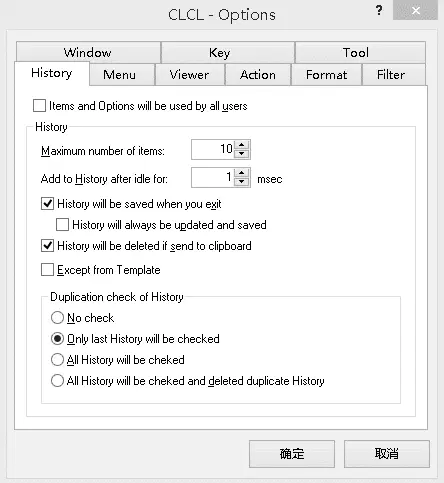 CLCL - Options
?
Window Key Tool
History Menu Viewer Action Format Filter
Items and Options will be used by all users
History
Maximum number of items: 10
Add to History after idle for: 1 msec
History will be saved when you exit
History will always be updated and saved
History will be deleted if send to clipboard
Except from Template
Duplication check of History
No check
Only last History will be checked
All History will be cheked
All History will be cheked and deleted duplicate History
确定 取消